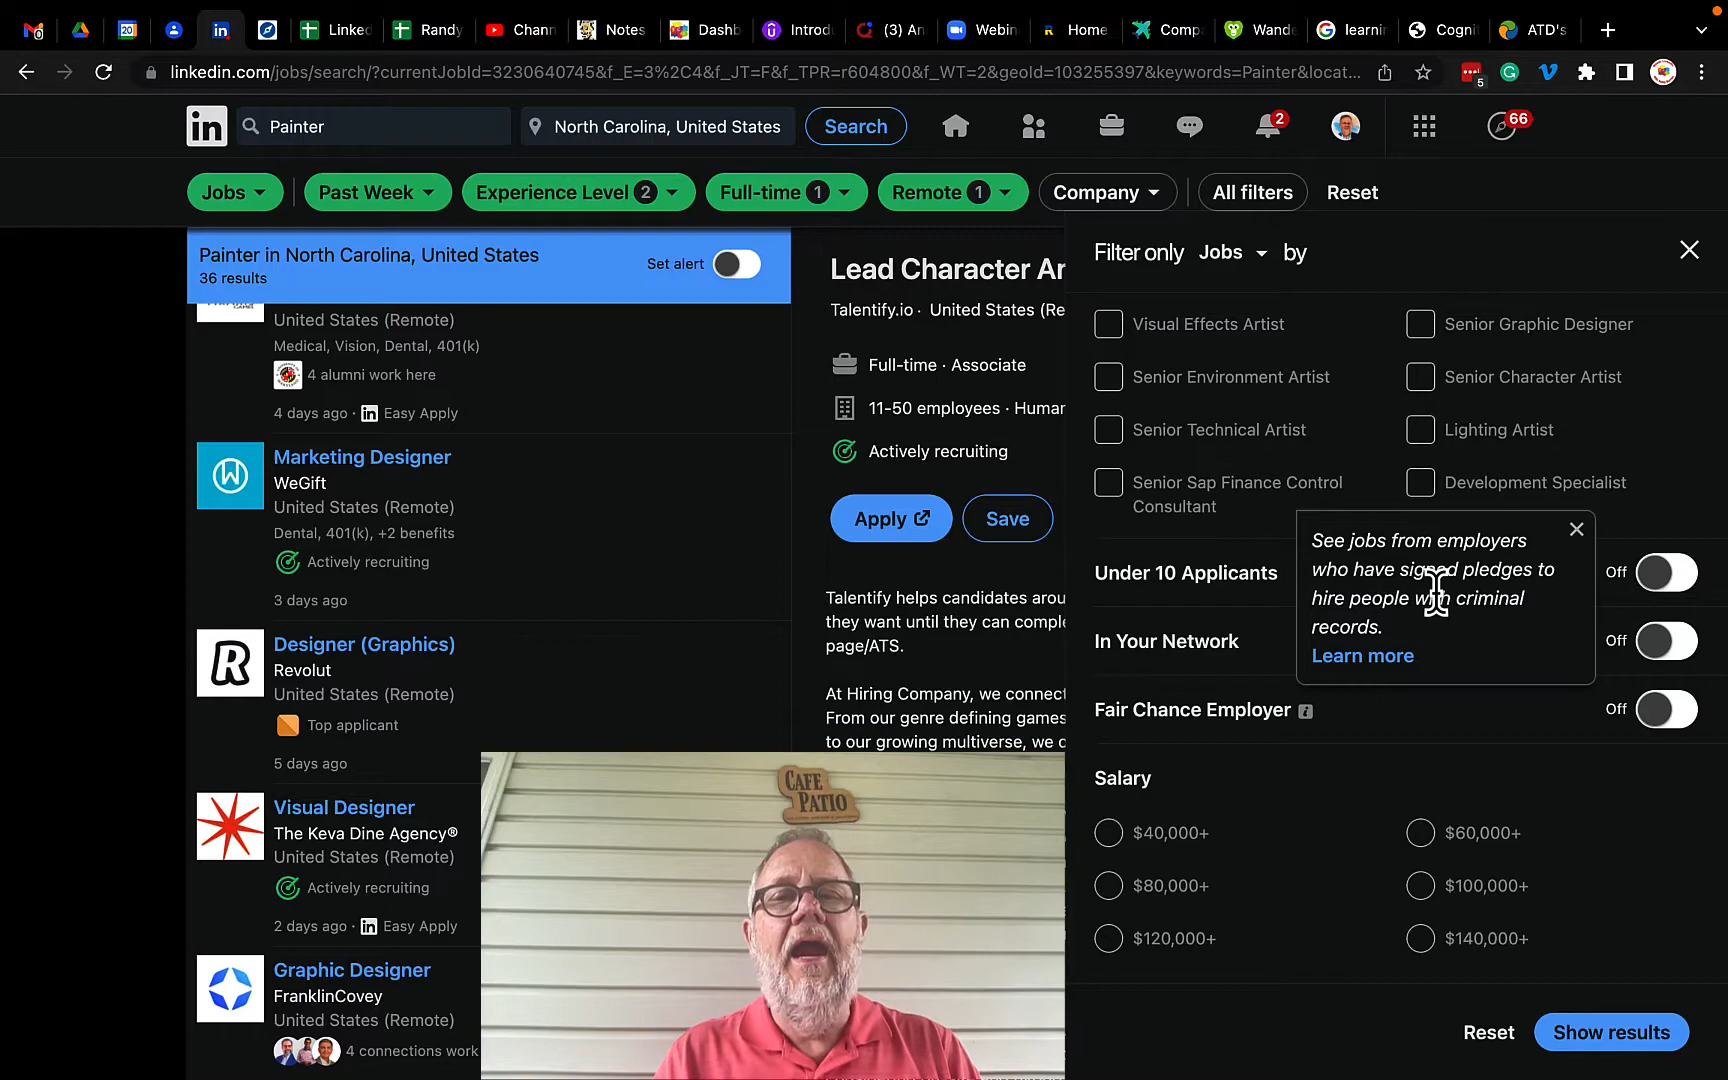 20
in
Linked
Randy
Chann
Notes
Dashb
Introdu
(3) An
Webin
R Home
Comp
Wande
learnin
Cogni
ATD's
linkedin.com/jobs/search/?currentJobId=3230640745&f_E=3%2C4&f_JT=F&f_TPR=r604800&f_WT=2&geoId=103255397&keywords=Painter&locat...
5
in
Painter
North Carolina, United States
Search
2
66
Jobs
Past Week
Experience Level 2
Full-time 1
Remote 1
Company
All filters
Reset
Painter in North Carolina, United States
36 results
Set alert
United States (Remote)
Medical, Vision, Dental, 401(k)
4 alumni work here
4 days ago · in Easy Apply
Marketing Designer
WeGift
United States (Remote)
Dental, 401(k), +2 benefits
Actively recruiting
3 days ago
R
Designer (Graphics)
Revolut
United States (Remote)
Top applicant
5 days ago
Visual Designer
The Keva Dine Agency®
United States (Remote)
Actively recruiting
2 days ago · in Easy Apply
Graphic Designer
FranklinCovey
United States (Remote)
4 connections work
Lead Character Ar
Talentify.io · United States (Re
Full-time · Associate
11-50 employees · Human
Actively recruiting
Apply
Save
Talentify helps candidates arou
they want until they can comple
page/ATS.
At Hiring Company, we connect
From our genre defining games
to our growing multiverse, we d
CAFE
PATIO
Filter only Jobs by
Visual Effects Artist
Senior Graphic Designer
Senior Environment Artist
Senior Character Artist
Senior Technical Artist
Lighting Artist
Senior Sap Finance Control
Consultant
Development Specialist
See jobs from employers
who have signed pledges to
hire people with criminal
records.
Learn more
Under 10 Applicants
Off
In Your Network
Off
Fair Chance Employer
Off
Salary
$40,000+
$60,000+
$80,000+
$100,000+
$120,000+
$140,000+
Reset
Show results